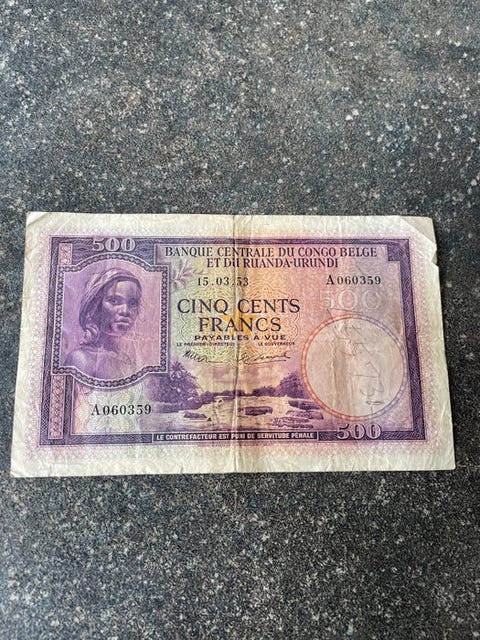 500
BANQUE CENTRALE DU CONGO BELGE
ET DU RUANDA-URUNDI
15.03.53
A060359
500
CINQ CENTS
FRANCS
PAYABLES À VUE
LE PREMIER-DIRECTEUR
LE GOUVERNEUR
A060359
500
LE CONTREFACTEUR EST PUNI DE SERVITUDE PÉNALE